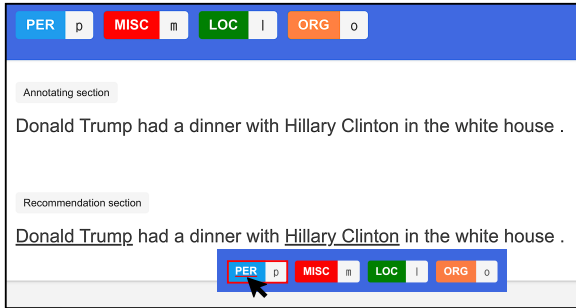 PER p MISC m LOC l ORG o
Annotating section
Donald Trump had a dinner with Hillary Clinton in the white house .
Recommendation section
Donald Trump had a dinner with Hillary Clinton in the white house .
PER p MISC m LOC l ORG o